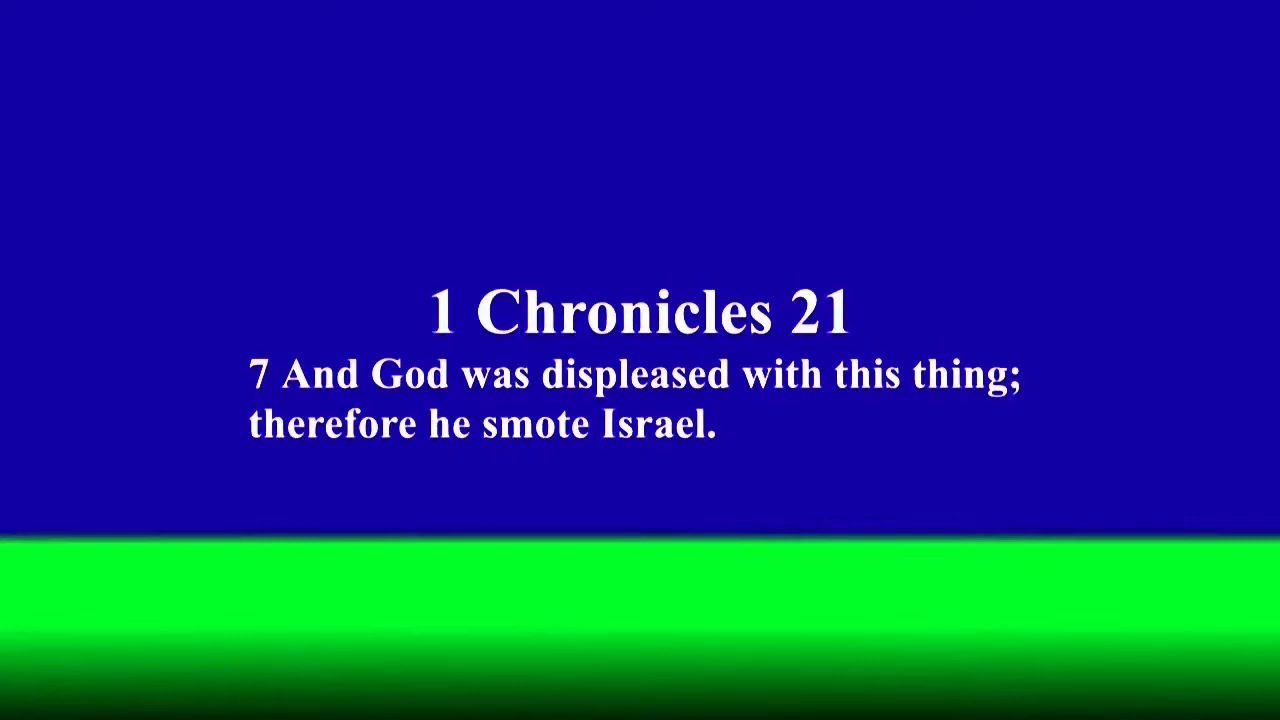 1 Chronicles 21
7 And God was displeased with this thing;
therefore he smote Israel.